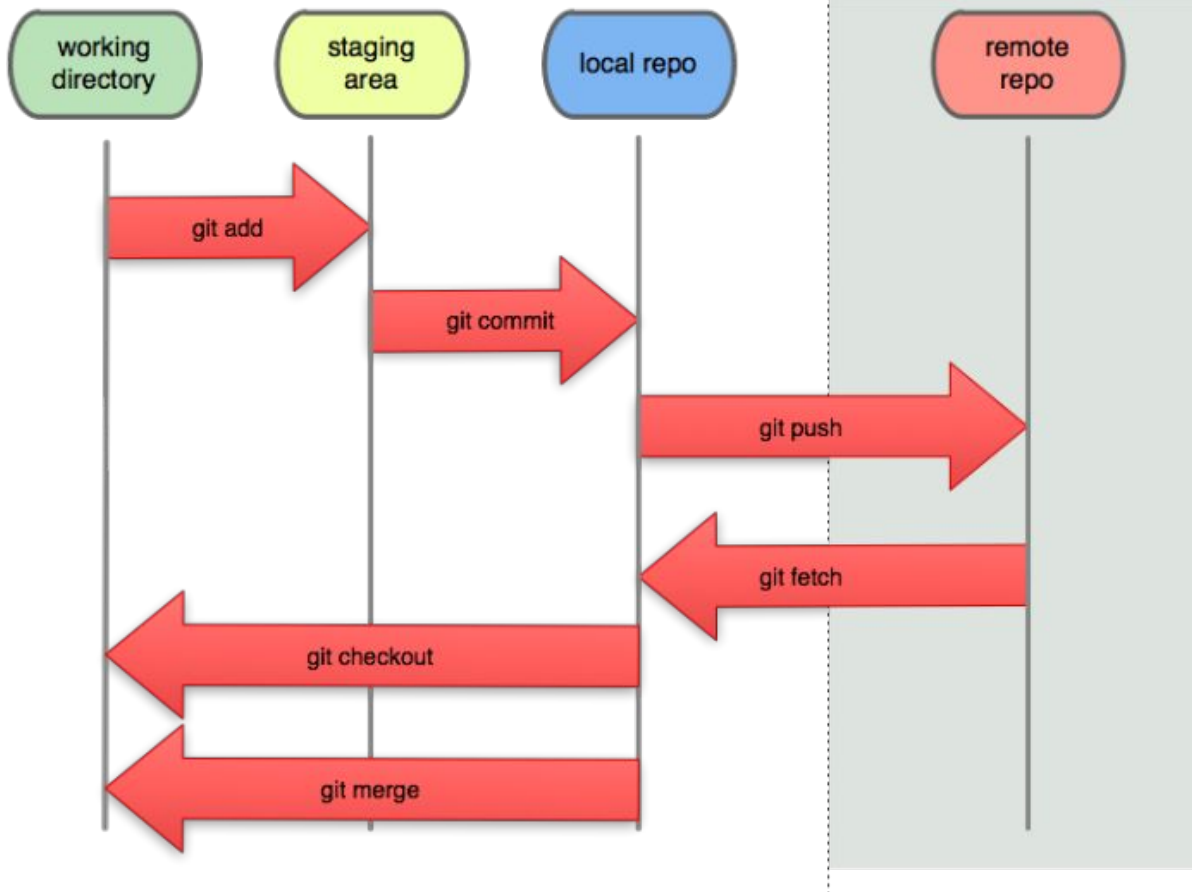 working
directory
staging
area
local repo
remote
repo
git add
git commit
git push
git fetch
git checkout
git merge